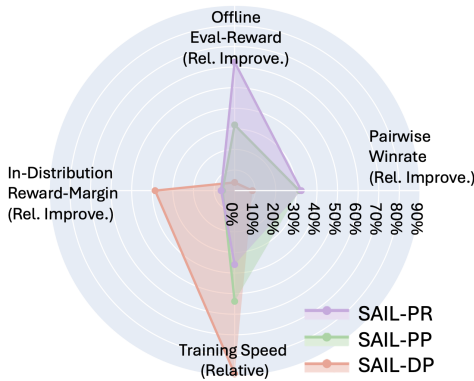 Offline
Eval-Reward
(Rel. Improve.)
Pairwise
Winrate
(Rel. Improve.)
In-Distribution
Reward-Margin
(Rel. Improve.)
0%
10%
20%
30%
40%
50%
60%
70%
80%
90%
SAIL-PR
SAIL-PP
SAIL-DP
Training Speed
(Relative)